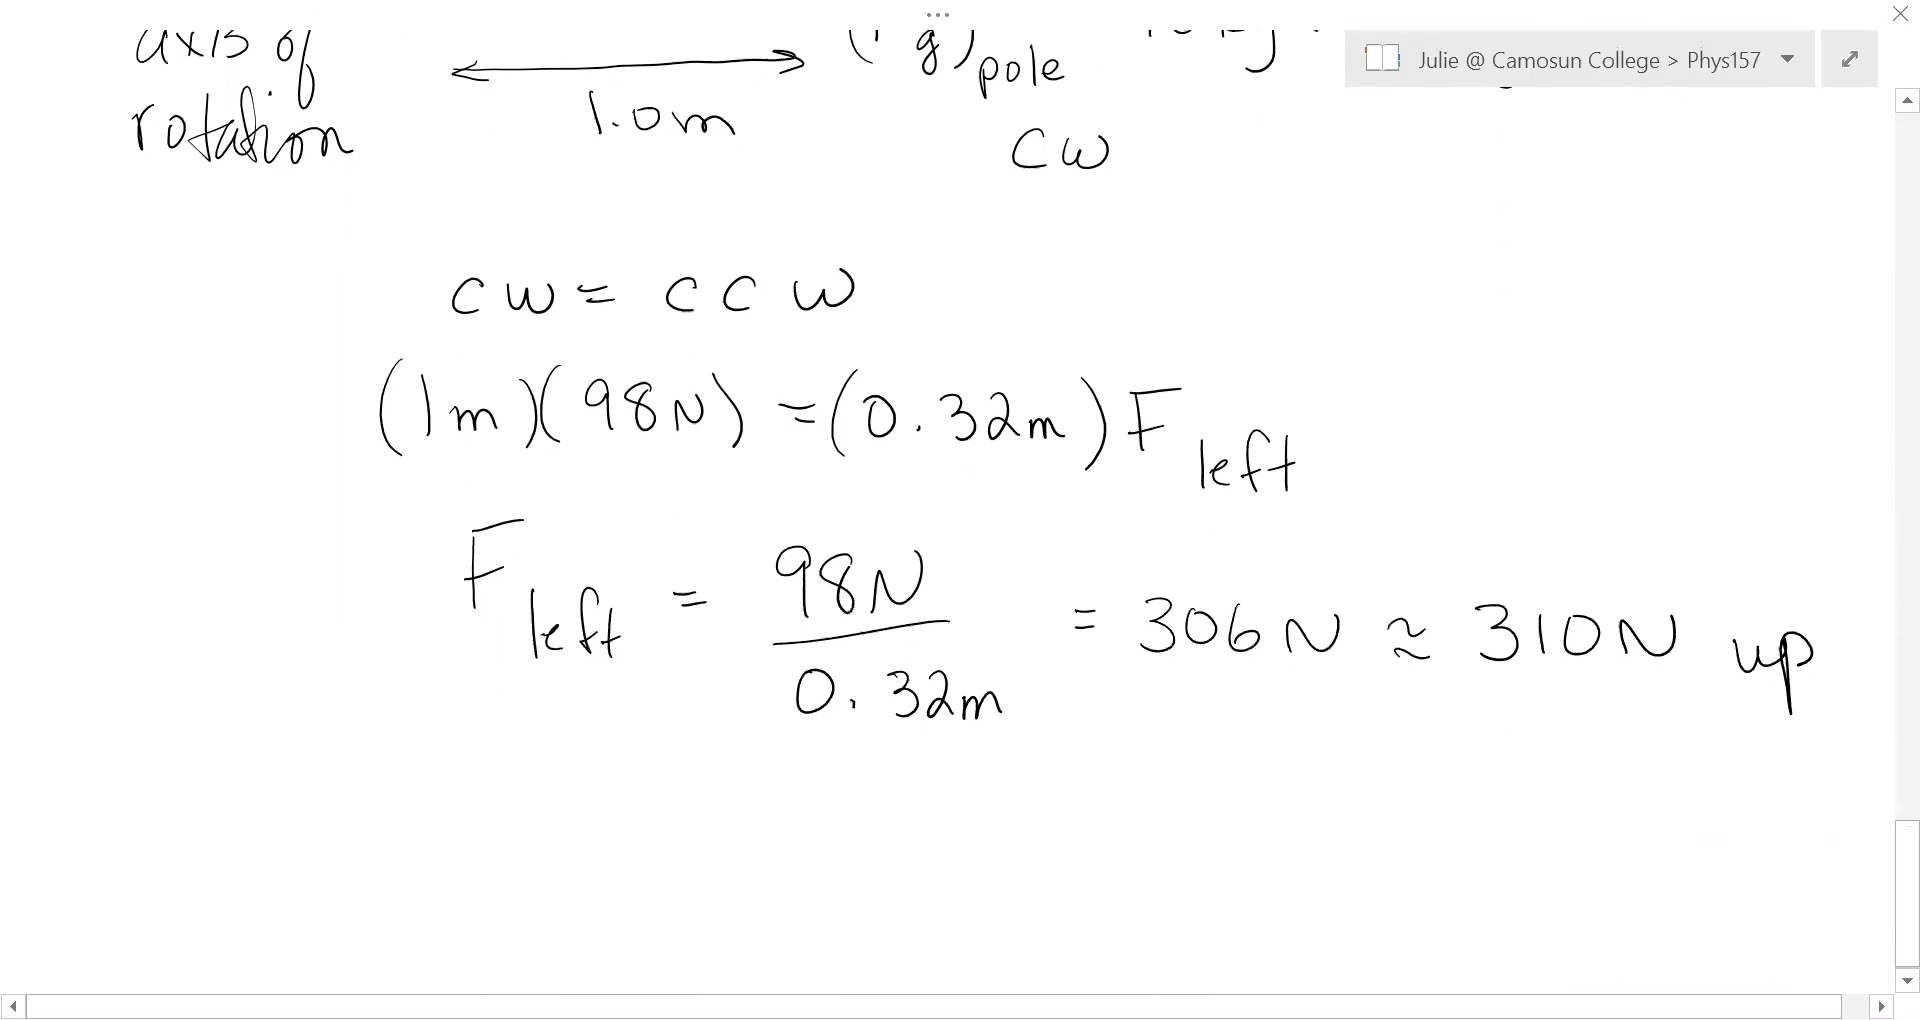 axis of
rotation
1.0m
pole
CW
Julie @ Camosun College > Phys157
CW = CCW
(1m)(98N) = (0.32m) F left
F left = 98N / 0.32m = 306N ≈ 310N up